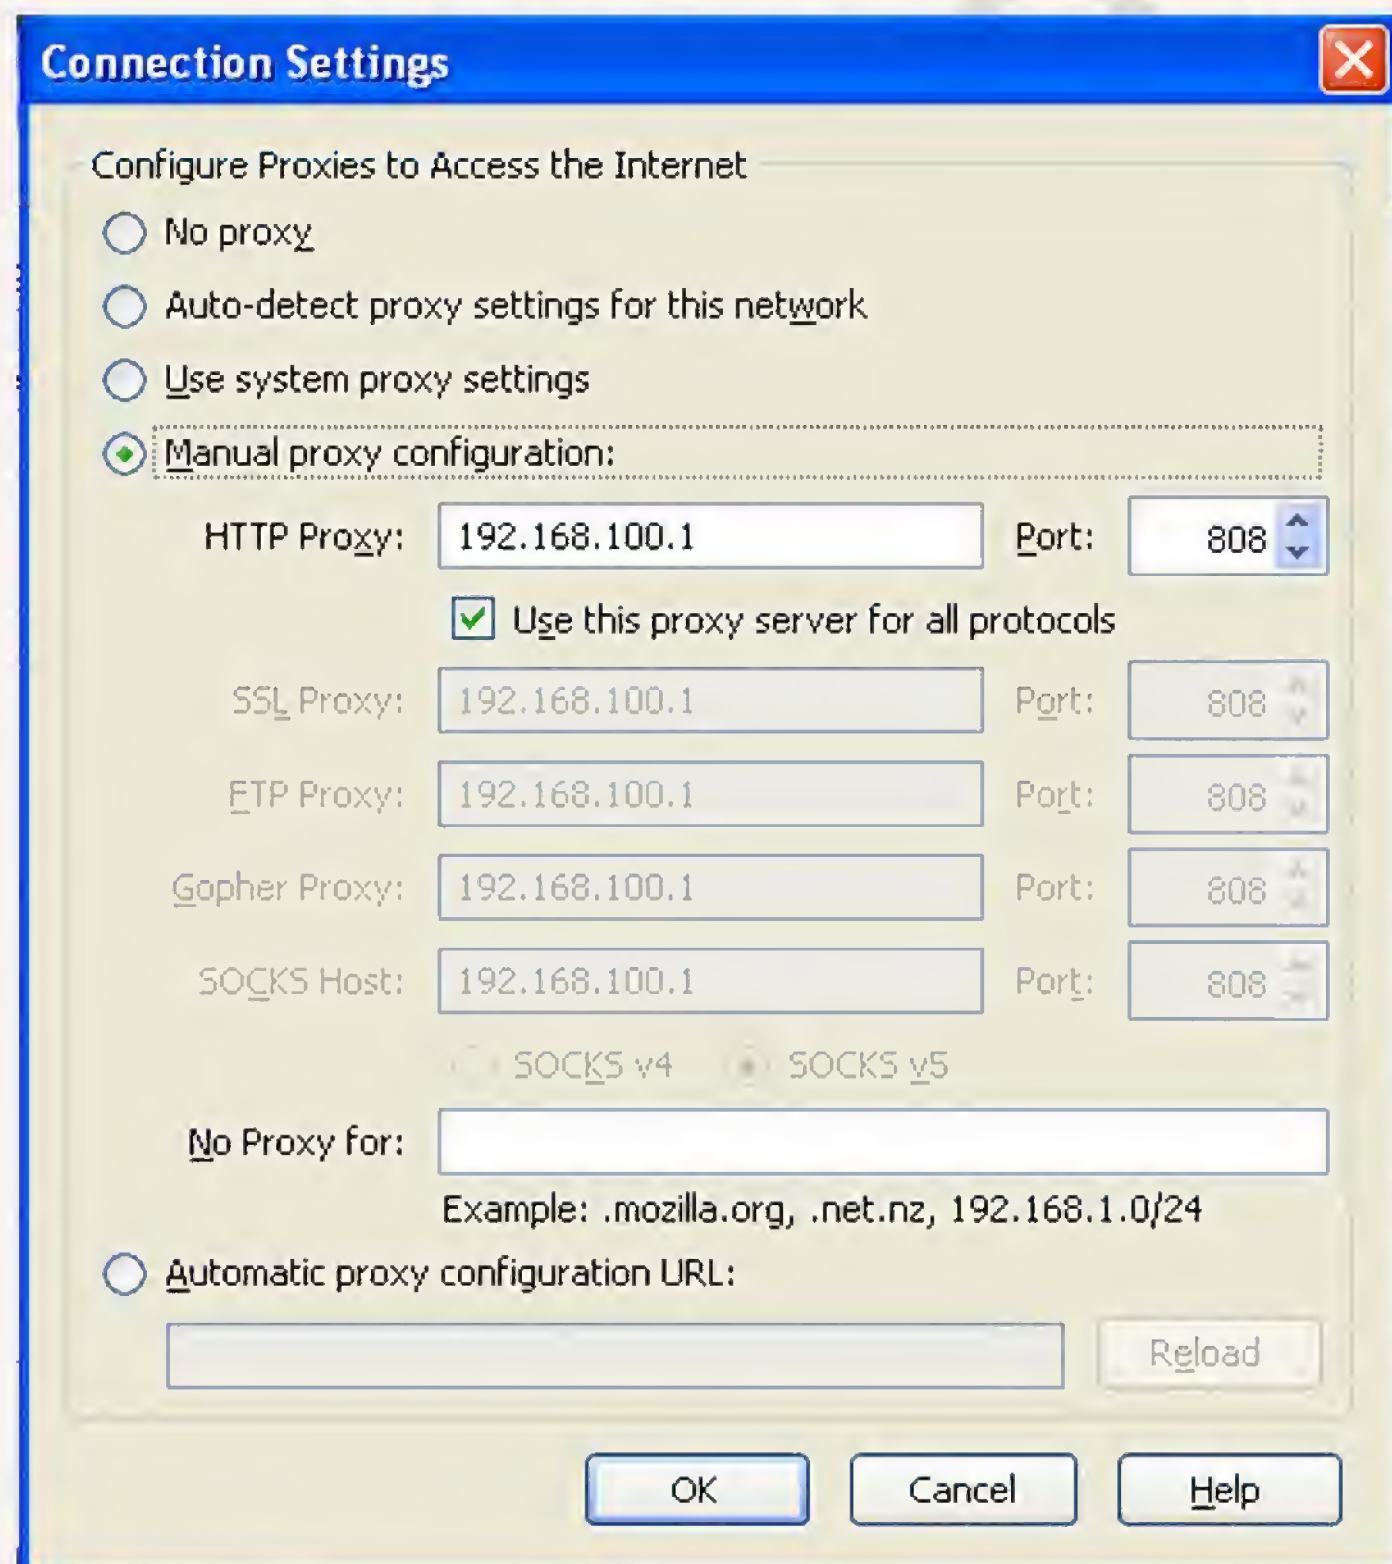 Connection Settings
Configure Proxies to Access the Internet
No proxy
Auto-detect proxy settings for this network
Use system proxy settings
Manual proxy configuration:
HTTP Proxy: 192.168.100.1 Port: 808
Use this proxy server for all protocols
SSL Proxy: 192.168.100.1 Port: 808
FTP Proxy: 192.168.100.1 Port: 808
Gopher Proxy: 192.168.100.1 Port: 808
SOCKS Host: 192.168.100.1 Port: 808
SOCKS v4 SOCKS v5
No Proxy for:
Example: .mozilla.org, .net.nz, 192.168.1.0/24
Automatic proxy configuration URL:
Reload
OK Cancel Help